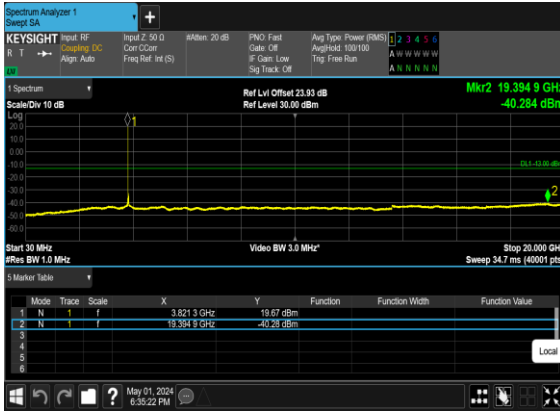 Spectrum Analyzer 1
Swept SA
+
KEYSIGHT Input: RF Input Z: 50 Ω #Atten: 20 dB PNO: Fast Avg Type: Power (RMS) 1 2 3 4 5 6
R T Coupling: DC Corr CCorr Gate: Off Avg|Hold: 100/100 A W W W W W
Align: Auto Freq Ref: Int (S) IF Gain: Low Trig: Free Run
Sig Track: Off A N N N N N
1 Spectrum Ref Lvl Offset 23.93 dB Mkr2 19.394 9 GHz
Scale/Div 10 dB Ref Level 30.00 dBm -40.284 dBm
Log
20.0 1
10.0
0.00
-10.0 DL1 -13.00 dBm
-20.0
-30.0 2
-40.0
-50.0
-60.0
Start 30 MHz Video BW 3.0 MHz* Stop 20.000 GH
#Res BW 1.0 MHz Sweep 34.7 ms (40001 pts
5 Marker Table
Mode Trace Scale X Y Function Function Width Function Value
1 N 1 f 3.821 3 GHz 19.67 dBm
2 N 1 f 19.394 9 GHz -40.28 dBm
3
4
5
6
Local
? May 01, 2024
6:35:22 PM